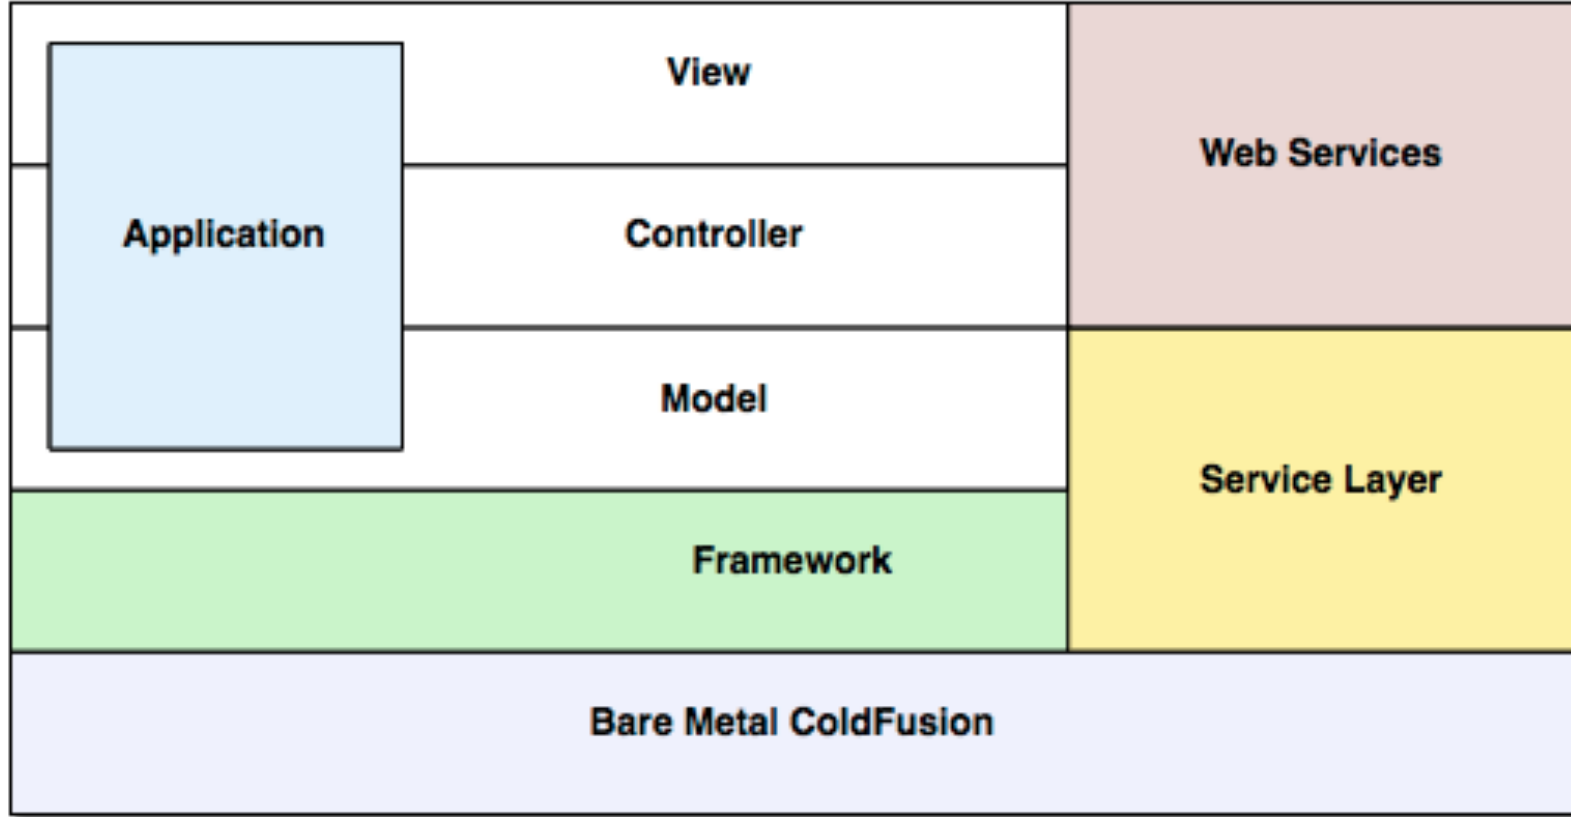 View
Web Services
Application
Controller
Model
Service Layer
Framework
Bare Metal ColdFusion